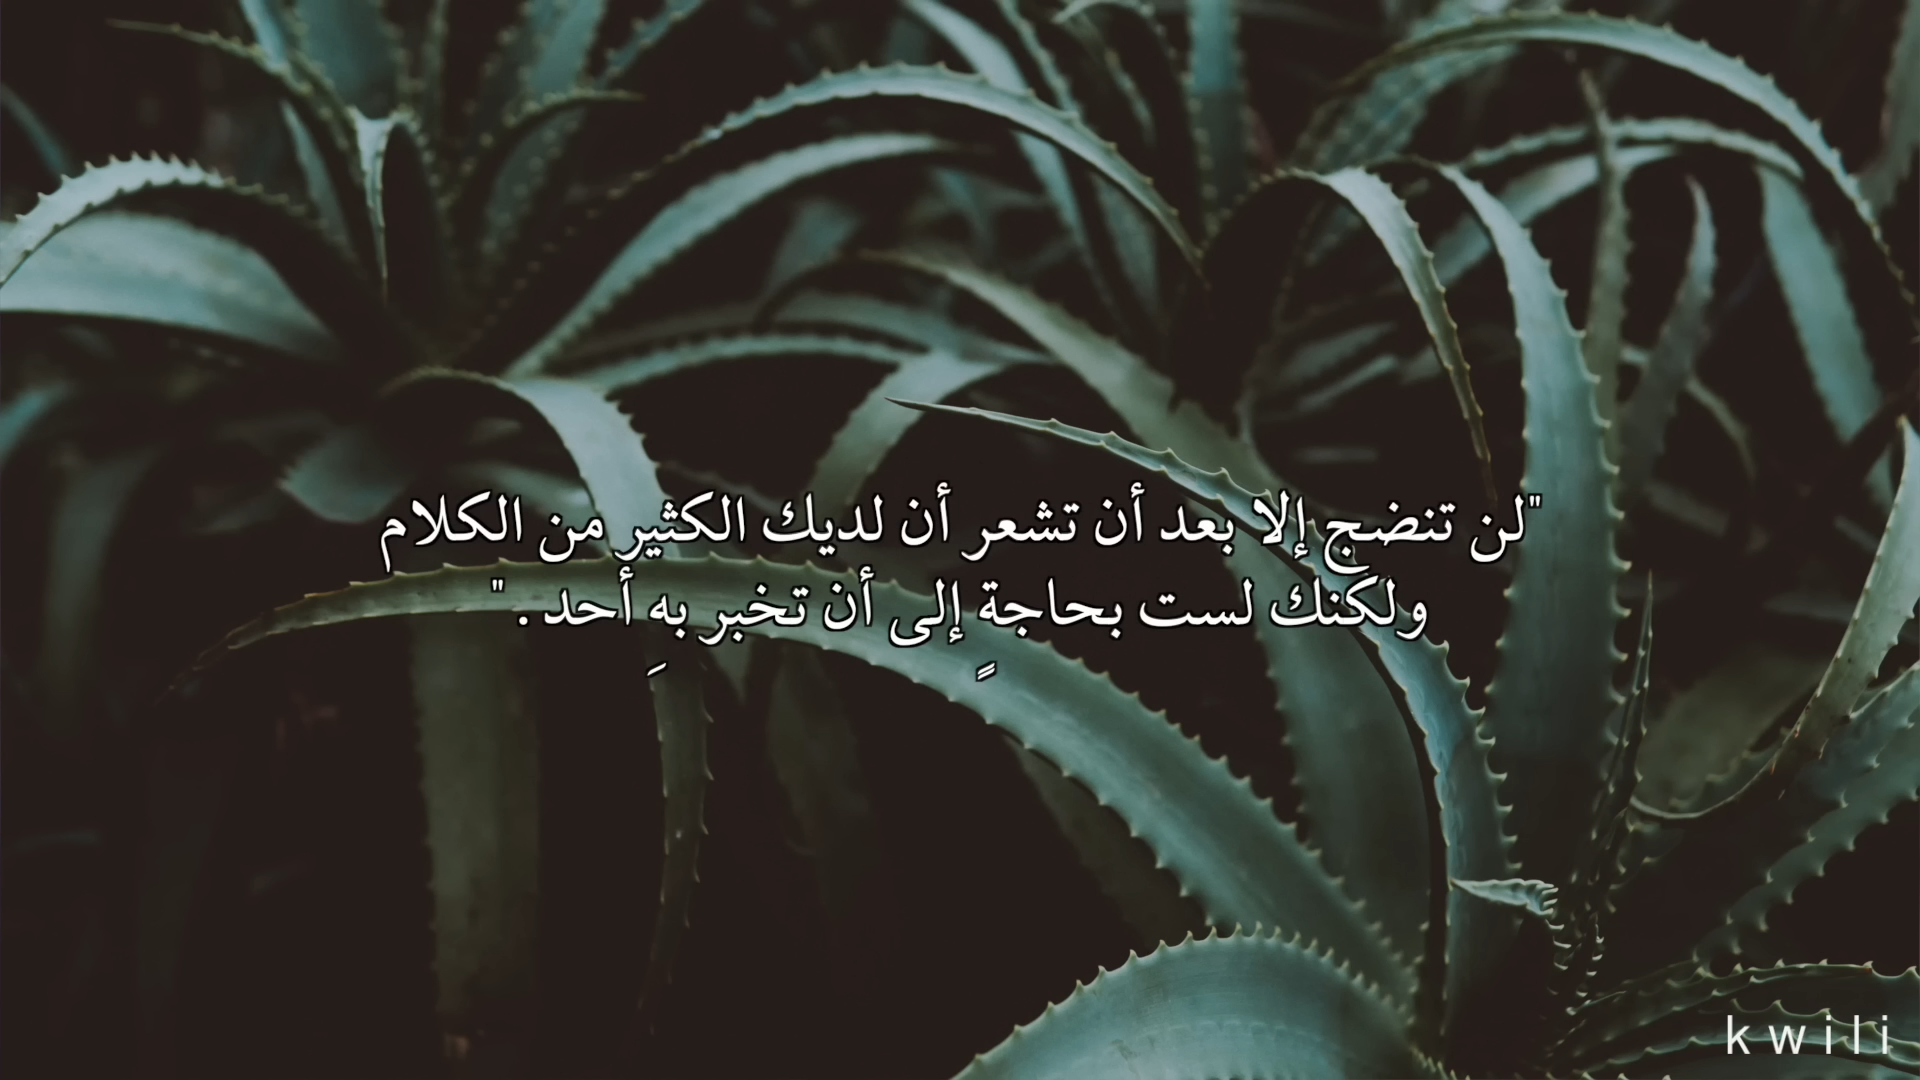 "لن تنضج إلا بعد أن تشعر أن لديك الكثير من الكلام
ولكنك لست بحاجةٍ إلى أن تخبر بهِ أحد . "
kwili